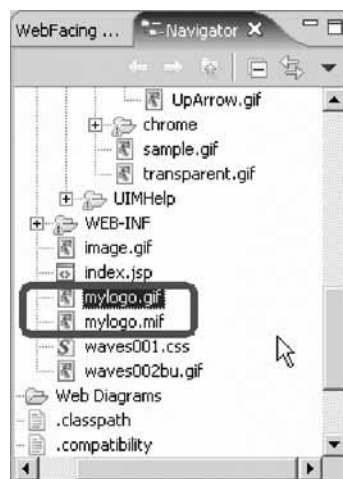 WebFacing ... Navigator
UpArrow.gif
chrome
sample.gif
transparent.gif
UIMHelp
WEB-INF
image.gif
index.jsp
mylogo.gif
mylogo.mif
waves001.css
waves002bu.gif
Web Diagrams
.classpath
.compatibility